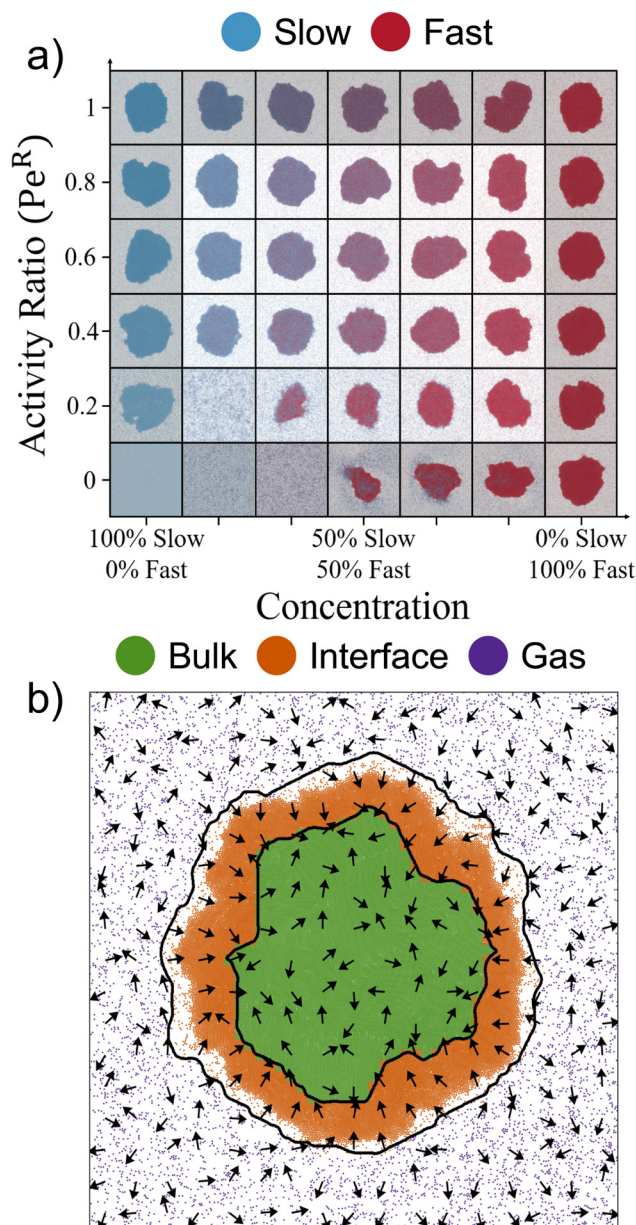 Slow Fast
a)
Activity Ratio (Pe^R)
1
0.8
0.6
0.4
0.2
0
100% Slow 50% Slow 0% Slow
0% Fast 50% Fast 100% Fast
Concentration
Bulk Interface Gas
b)